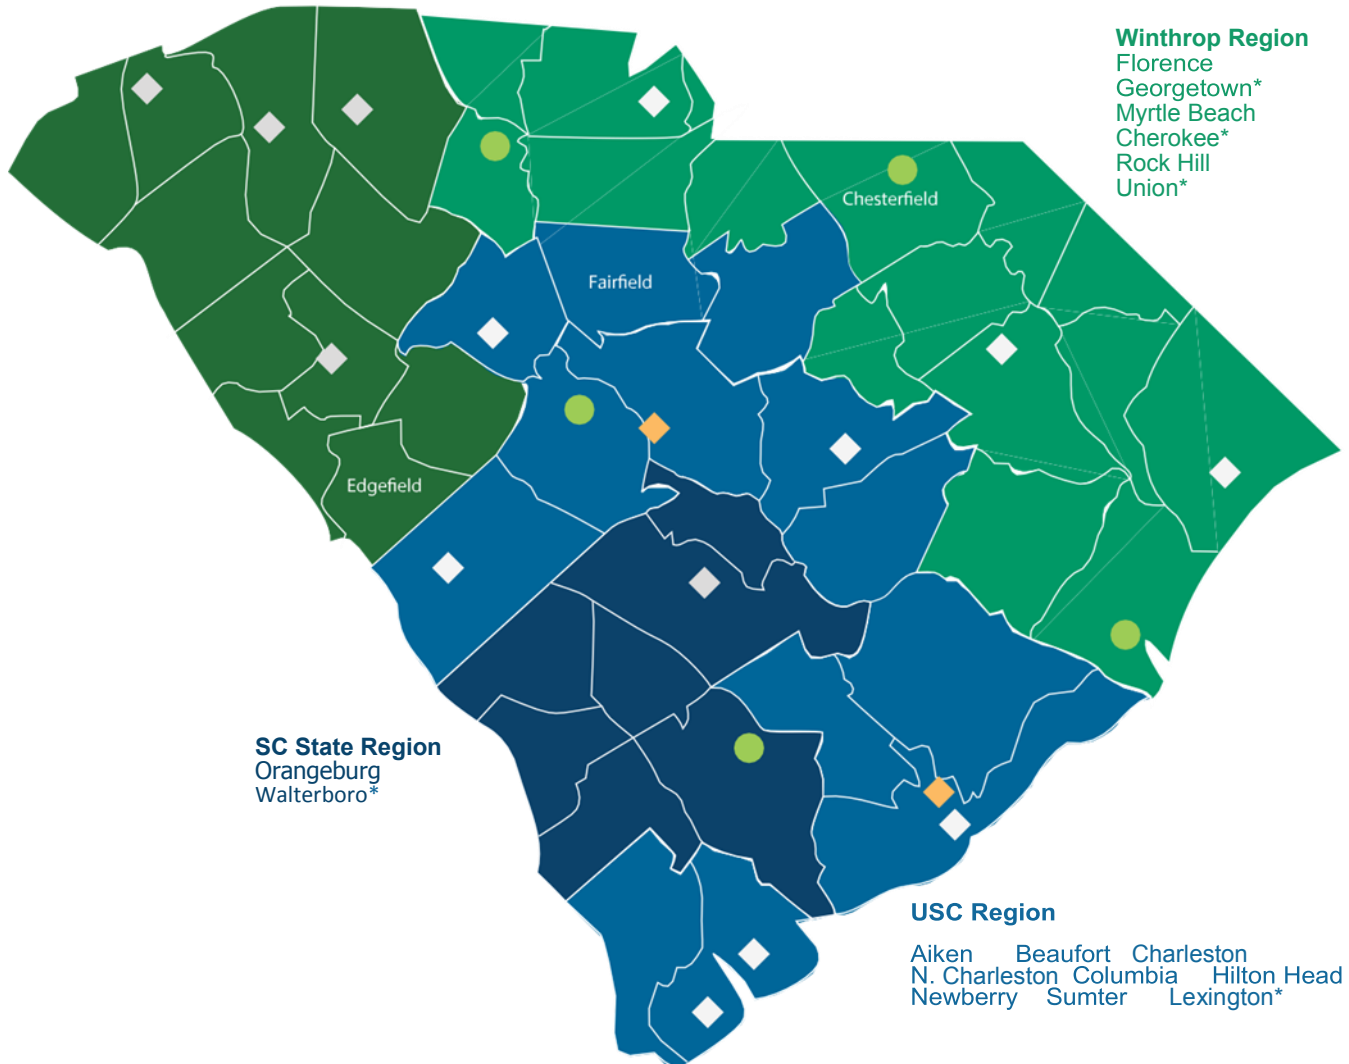 Winthrop Region
Florence
Georgetown*
Myrtle Beach
Cherokee*
Rock Hill
Union*
Chesterfield
Fairfield
Edgefield
SC State Region
Orangeburg
Walterboro*
USC Region
Aiken Beaufort Charleston
N. Charleston Columbia Hilton Head
Newberry Sumter Lexington*